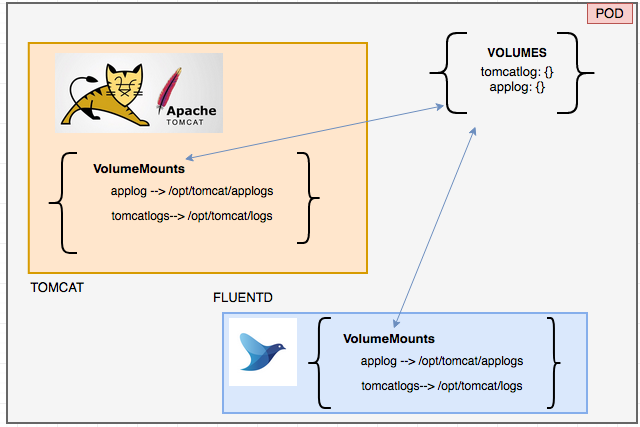 POD
VOLUMES
tomcatlog: {}
applog: {}
Apache
TOMCAT
VolumeMounts
applog --> /opt/tomcat/applogs
tomcatlogs--> /opt/tomcat/logs
TOMCAT
FLUENTD
VolumeMounts
applog --> /opt/tomcat/applogs
tomcatlogs--> /opt/tomcat/logs